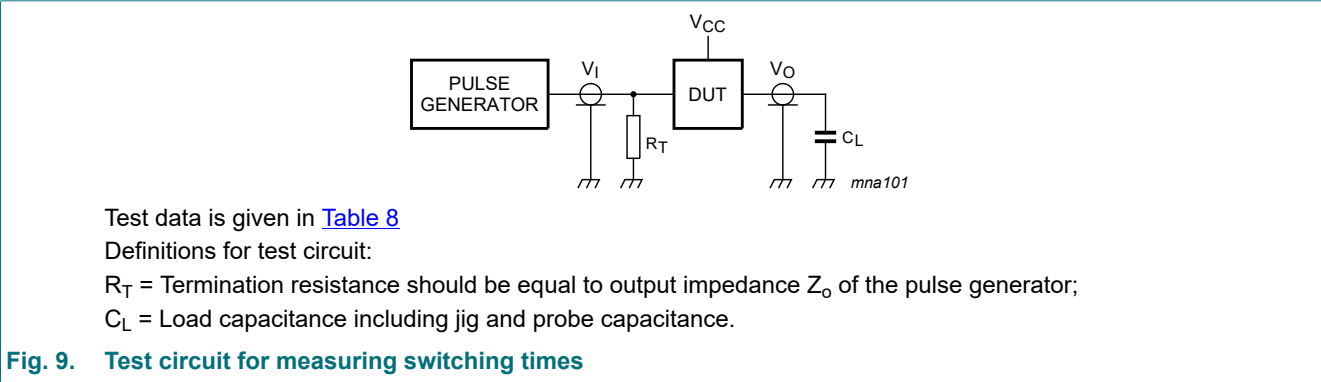 VCC
PULSE
GENERATOR
VI
DUT
VO
RT
CL
mna101
Test data is given in Table 8
Definitions for test circuit:
RT = Termination resistance should be equal to output impedance Zo of the pulse generator;
CL = Load capacitance including jig and probe capacitance.
Fig. 9. Test circuit for measuring switching times